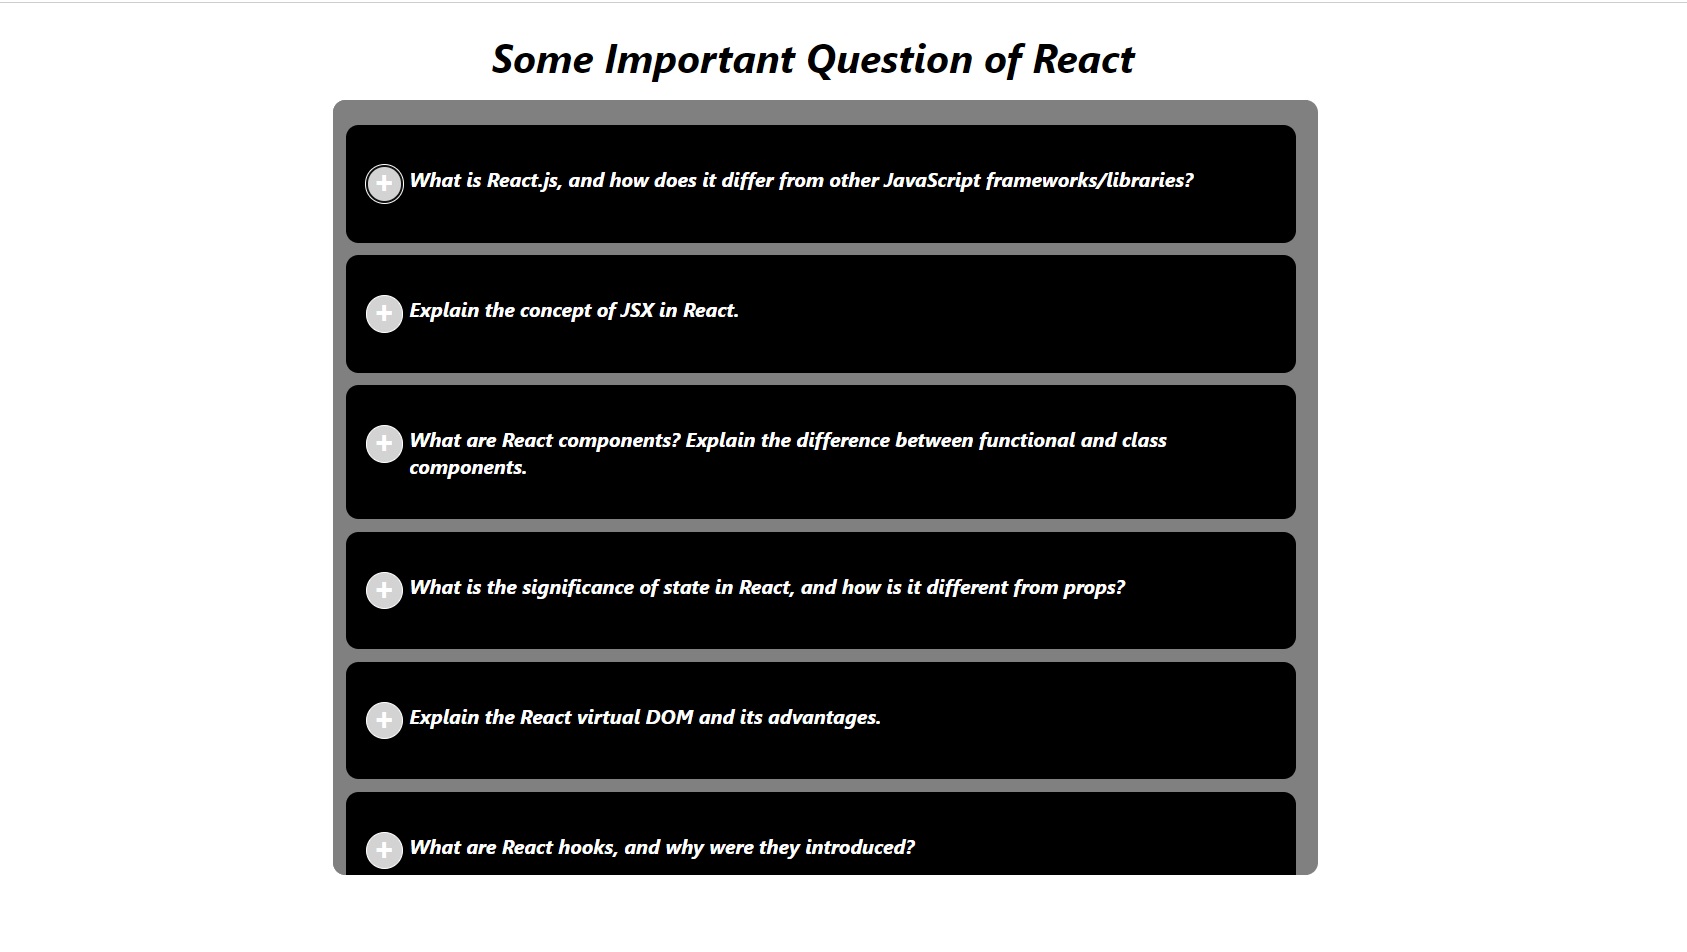 Some Important Question of React
What is React.js, and how does it differ from other JavaScript frameworks/libraries?
Explain the concept of JSX in React.
What are React components? Explain the difference between functional and class
components.
What is the significance of state in React, and how is it different from props?
Explain the React virtual DOM and its advantages.
What are React hooks, and why were they introduced?